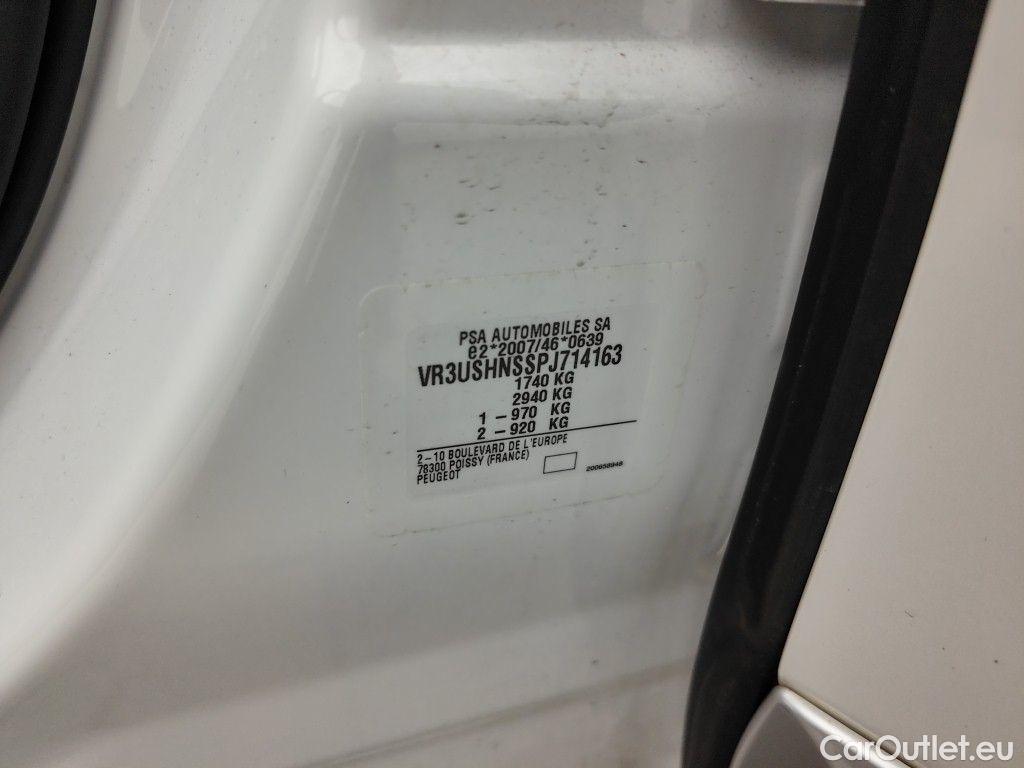 PSA AUTOMOBILES SA
e2*2007/46*0639
VR3USHNSSPJ714163
1740 KG
2940 KG
1 – 970 KG
2 – 920 KG
2 – 10 BOULEVARD DE L'EUROPE
78300 POISSY (FRANCE)
PEUGEOT
200658948
CarOutlet.eu